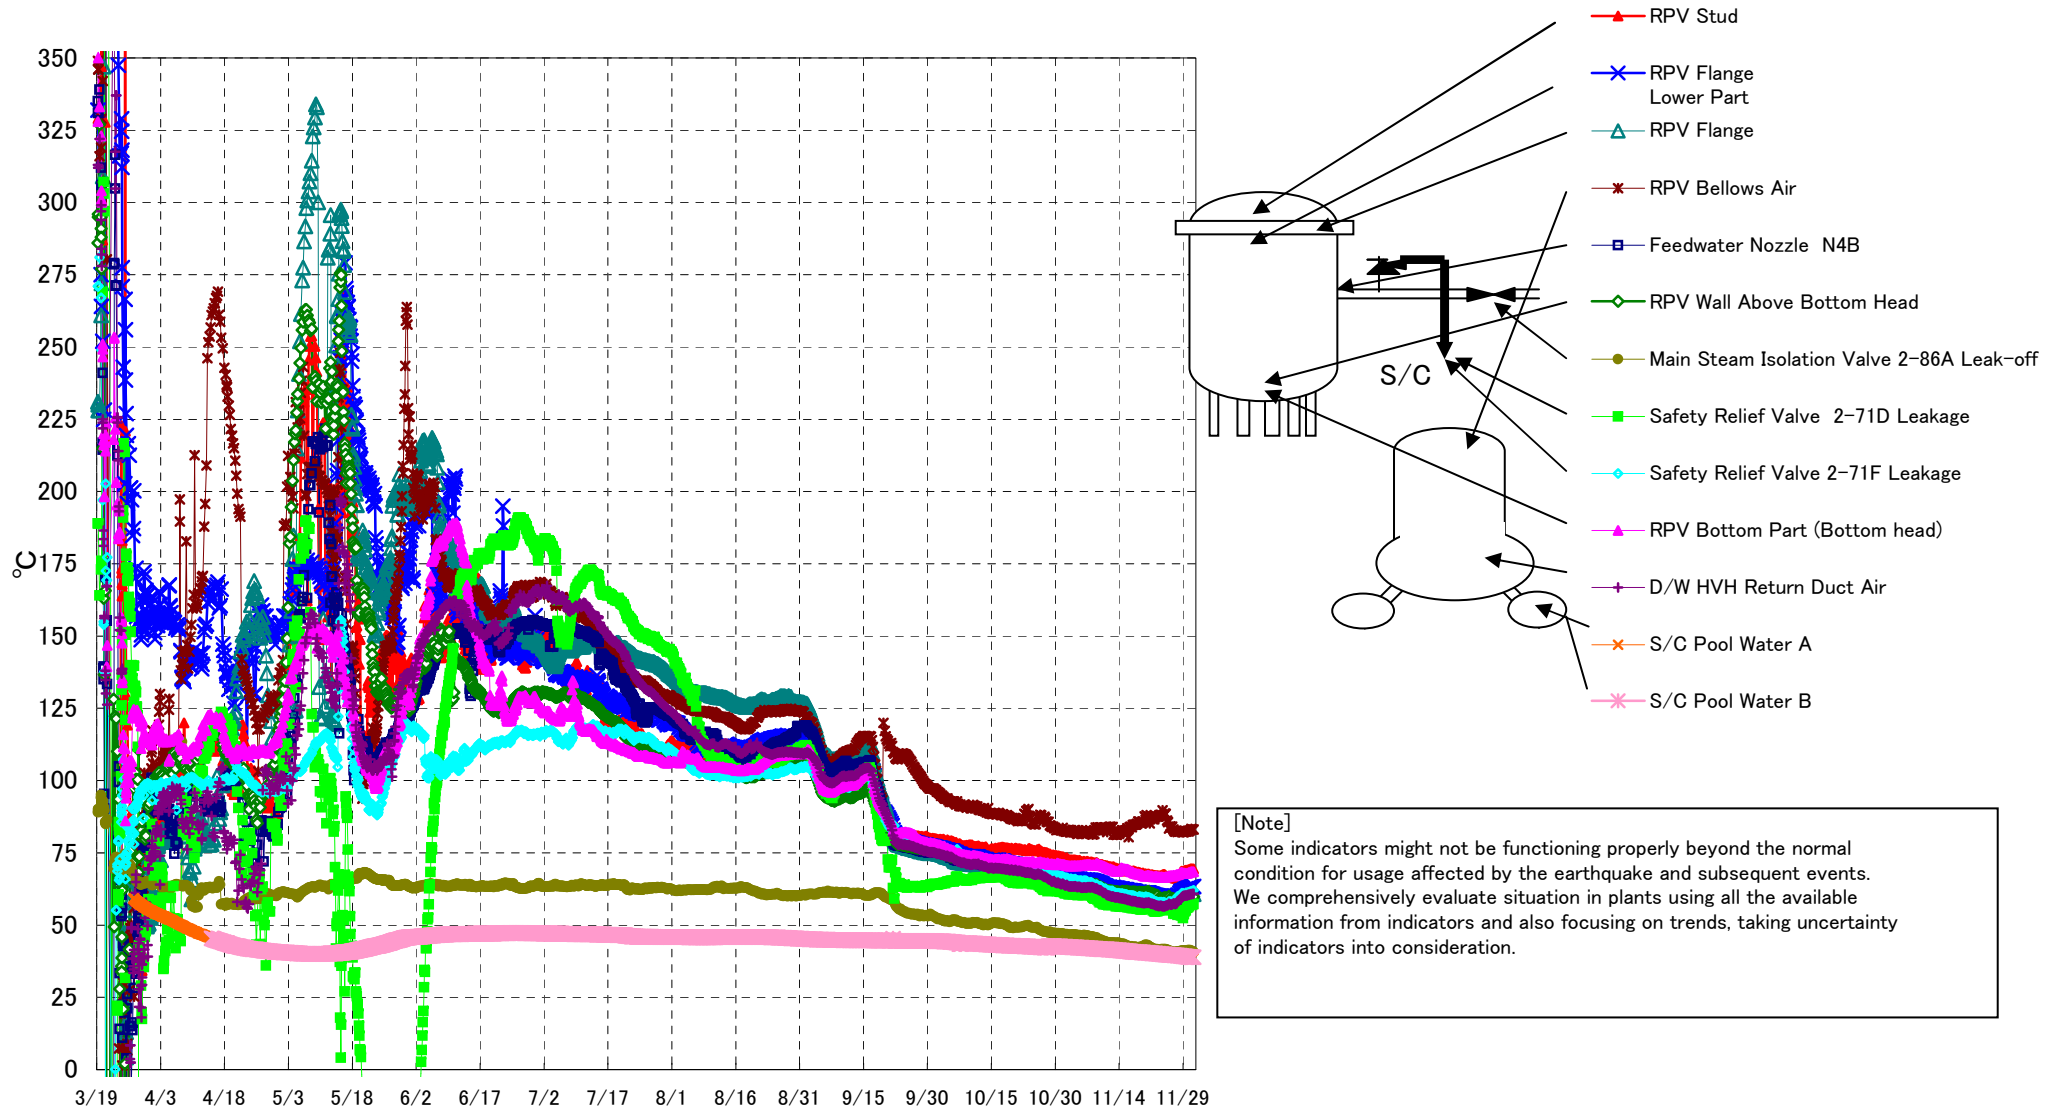 350
325
300
275
250
225
200
175
150
125
100
75
50
25
0
℃
3/19 4/3 4/18 5/3 5/18 6/2 6/17 7/2 7/17 8/1 8/16 8/31 9/15 9/30 10/15 10/30 11/14 11/29
RPV Stud
RPV Flange
Lower Part
RPV Flange
RPV Bellows Air
Feedwater Nozzle N4B
RPV Wall Above Bottom Head
Main Steam Isolation Valve 2-86A Leak-off
Safety Relief Valve 2-71D Leakage
Safety Relief Valve 2-71F Leakage
RPV Bottom Part (Bottom head)
D/W HVH Return Duct Air
S/C Pool Water A
S/C Pool Water B
S/C
[Note]
Some indicators might not be functioning properly beyond the normal
condition for usage affected by the earthquake and subsequent events.
We comprehensively evaluate situation in plants using all the available
information from indicators and also focusing on trends, taking uncertainty
of indicators into consideration.